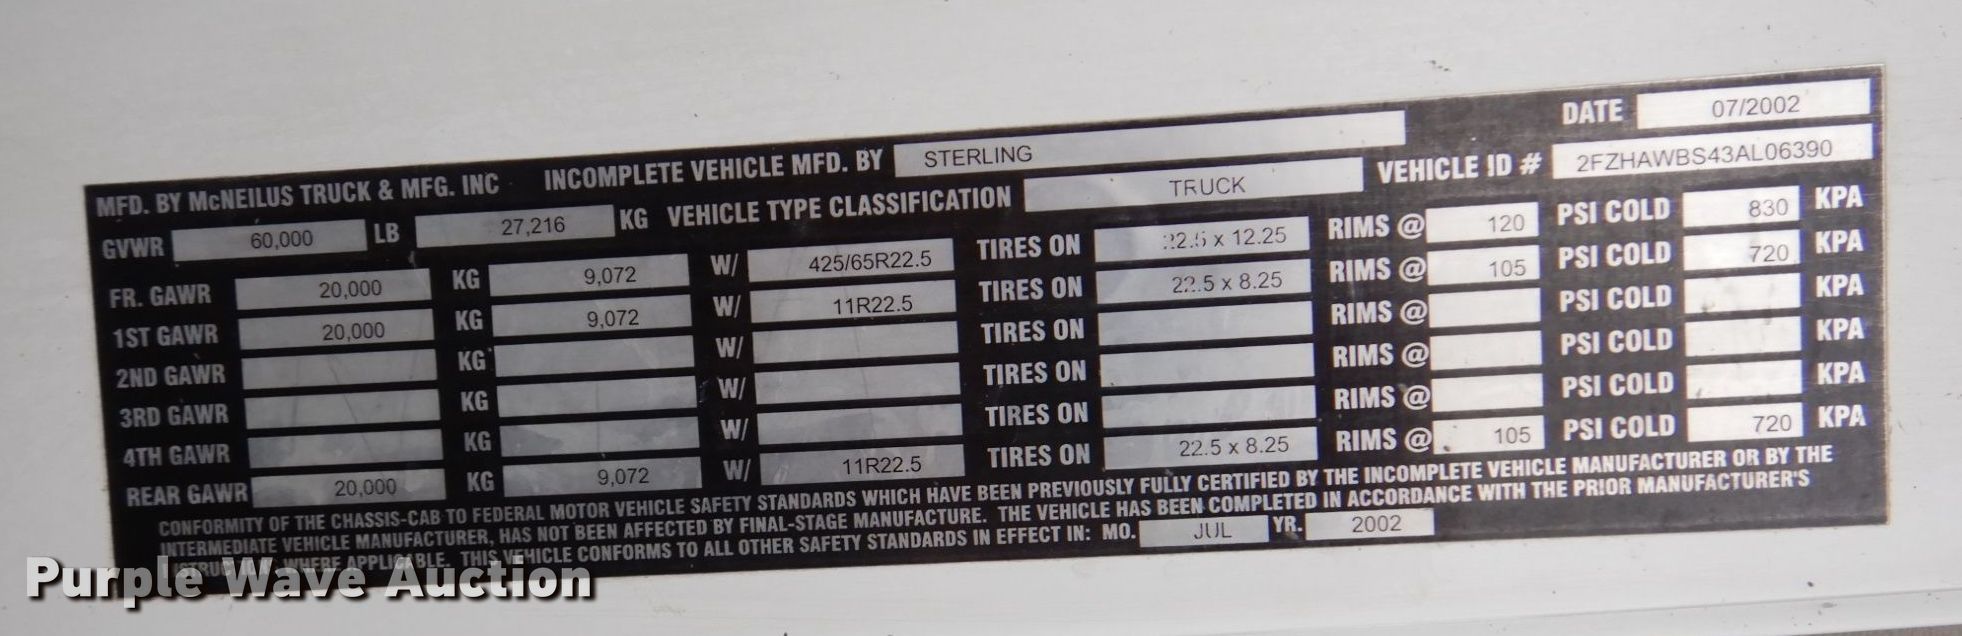 DATE 07/2002
MFD. BY McNEILUS TRUCK & MFG. INC INCOMPLETE VEHICLE MFD. BY STERLING VEHICLE ID # 2FZHAWBS43AL06390
GVWR 60,000 LB 27,216 KG VEHICLE TYPE CLASSIFICATION TRUCK
FR. GAWR 20,000 KG 9,072 W/ 425/65R22.5 TIRES ON 22.5 x 12.25 RIMS @ 120 PSI COLD 830 KPA
1ST GAWR 20,000 KG 9,072 W/ 11R22.5 TIRES ON 22.5 x 8.25 RIMS @ 105 PSI COLD 720 KPA
2ND GAWR KG W/ TIRES ON RIMS @ PSI COLD KPA
3RD GAWR KG W/ TIRES ON RIMS @ PSI COLD KPA
4TH GAWR KG W/ TIRES ON RIMS @ PSI COLD KPA
REAR GAWR 20,000 KG 9,072 W/ 11R22.5 TIRES ON 22.5 x 8.25 RIMS @ 105 PSI COLD 720 KPA
CONFORMITY OF THE CHASSIS-CAB TO FEDERAL MOTOR VEHICLE SAFETY STANDARDS WHICH HAVE BEEN PREVIOUSLY FULLY CERTIFIED BY THE INCOMPLETE VEHICLE MANUFACTURER OR BY THE
INTERMEDIATE VEHICLE MANUFACTURER, HAS NOT BEEN AFFECTED BY FINAL-STAGE MANUFACTURE. THE VEHICLE HAS BEEN COMPLETED IN ACCORDANCE WITH THE PRIOR MANUFACTURER'S
WHERE APPLICABLE. THIS VEHICLE CONFORMS TO ALL OTHER SAFETY STANDARDS IN EFFECT IN: MO. JUL YR. 2002
Purple Wave Auction